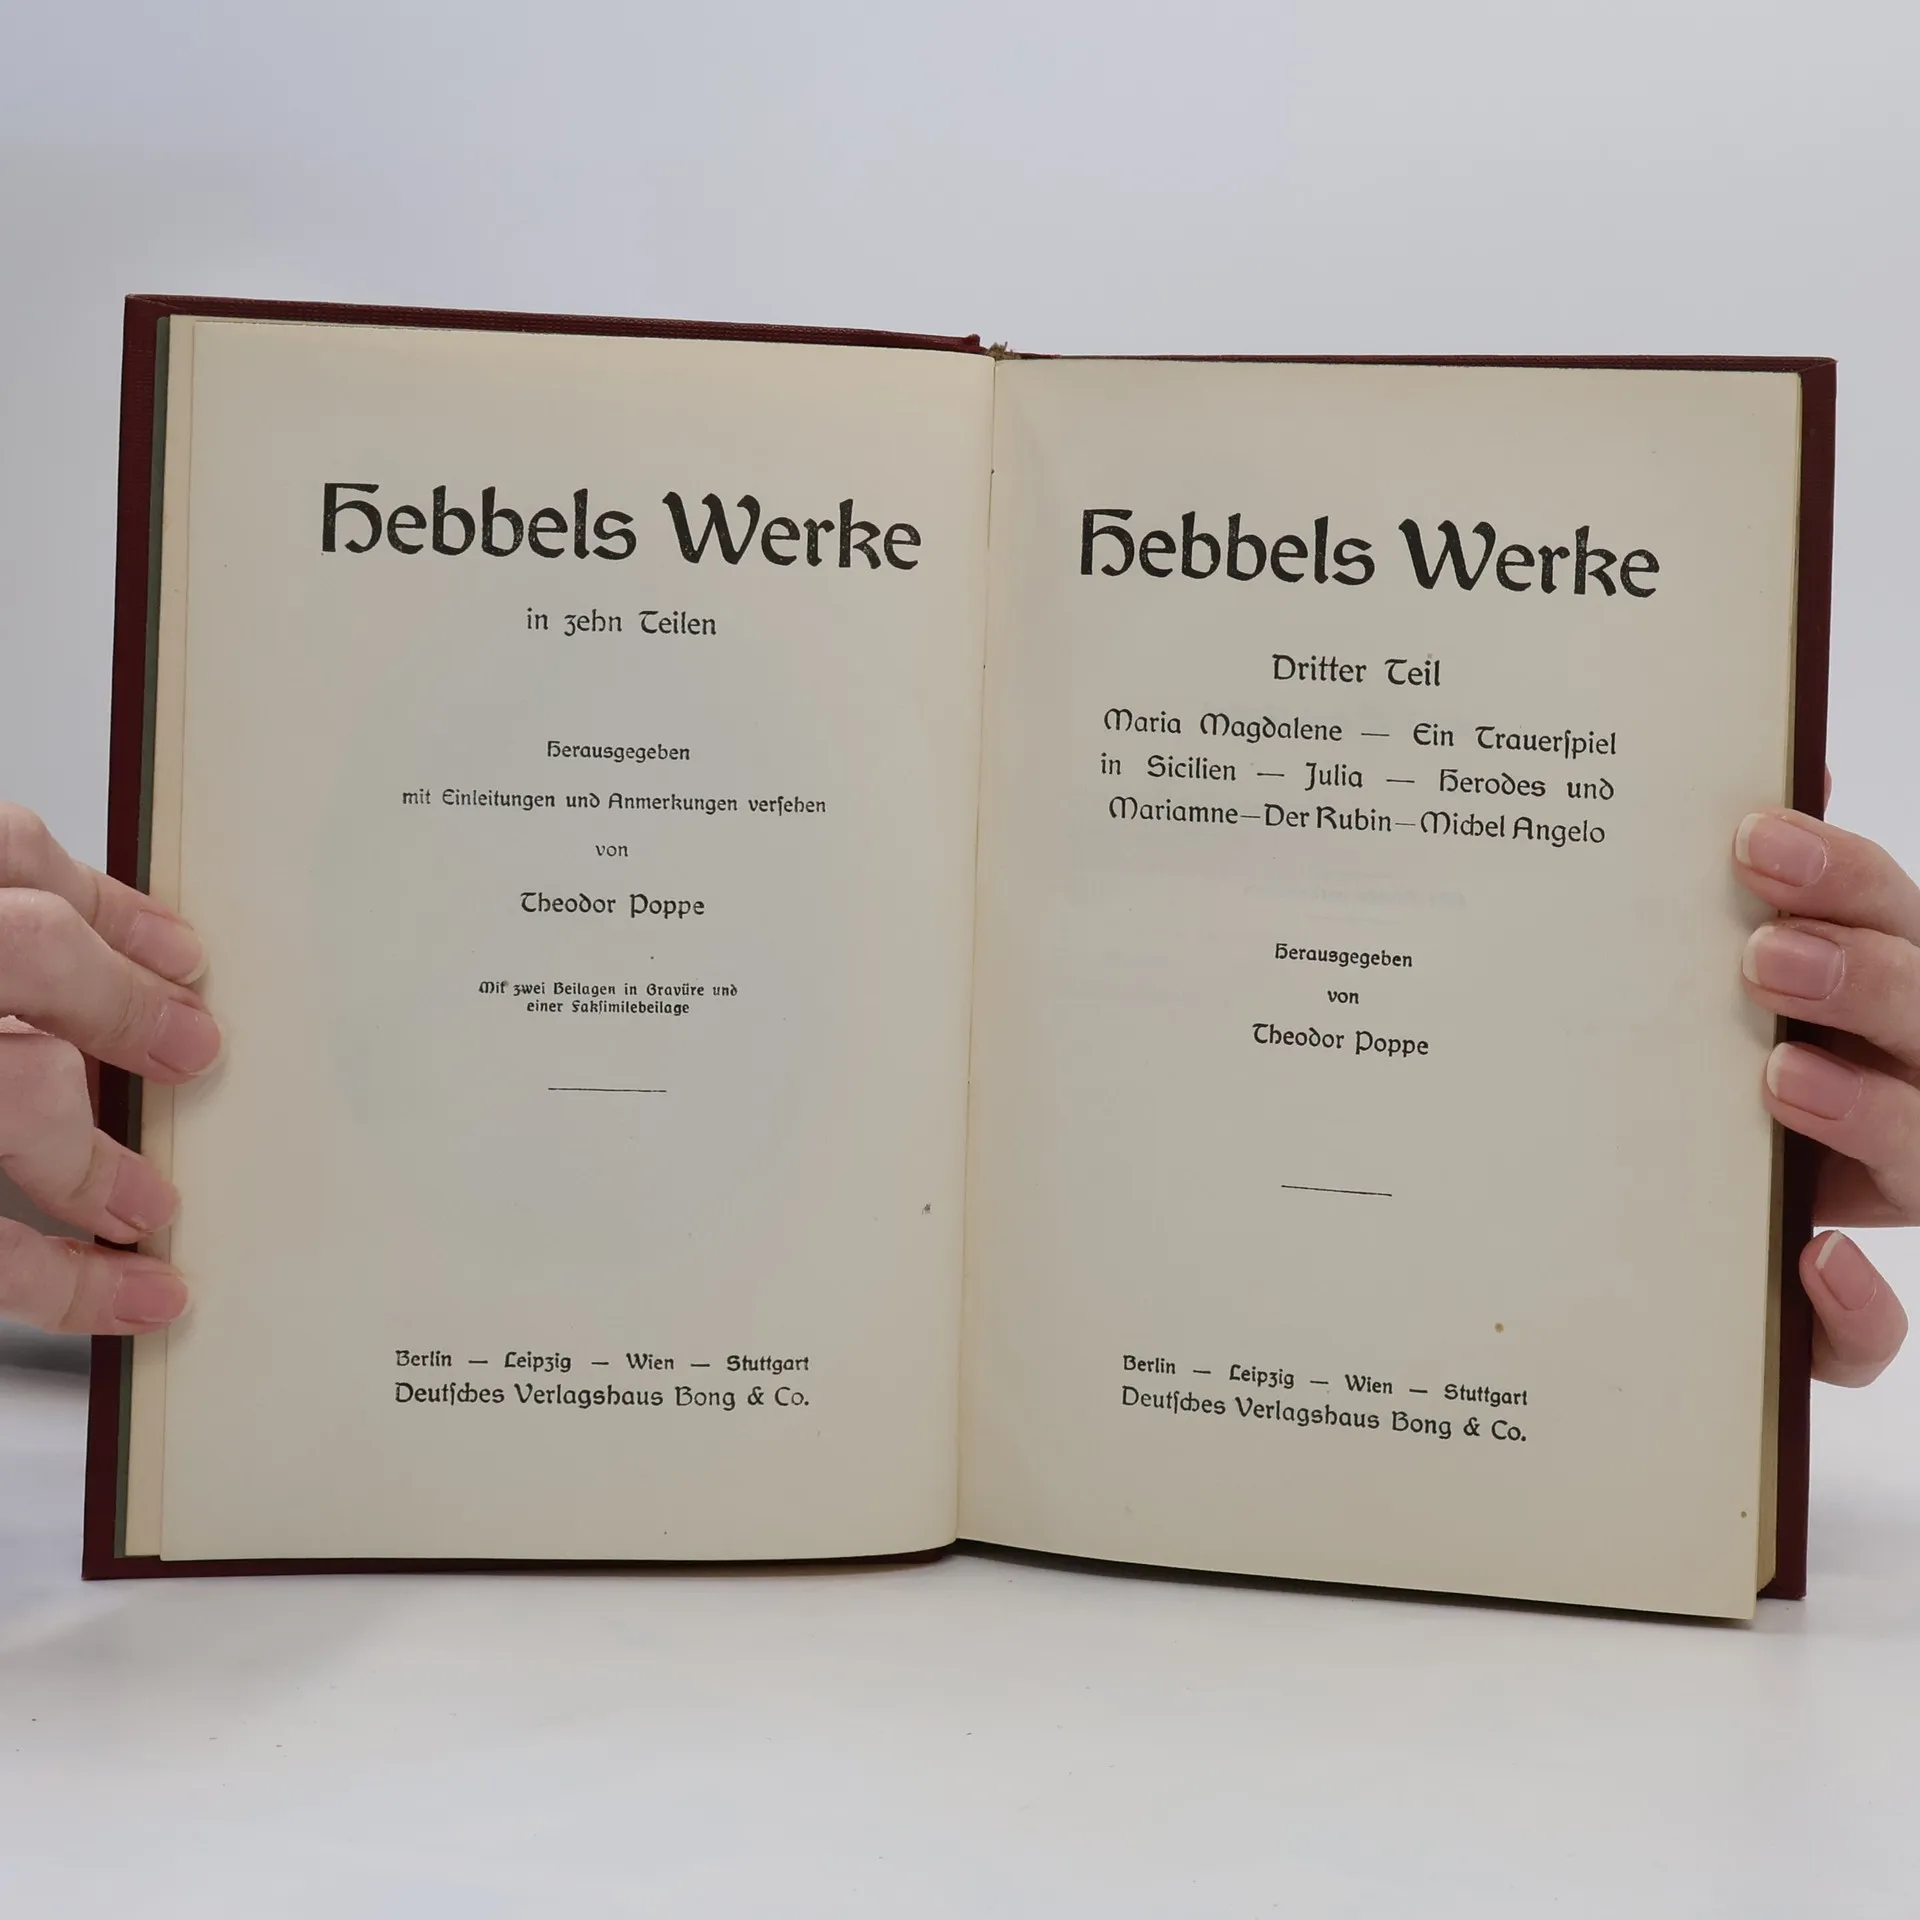 Hebbels Werke
in zehn Teilen
Herausgegeben
mit Einleitungen und Anmerkungen verſehen
von
Theodor Poppe
Mit zwei Beilagen in Gravüre und
einer Fakſimilebeilage
Berlin — Leipzig — Wien — Stuttgart
Deutſches Verlagshaus Bong & Co.
Hebbels Werke
Dritter Teil
Maria Magdalene — Ein Trauerſpiel
in Sicilien — Julia — Herodes und
Mariamne — Der Rubin — Michel Angelo
Herausgegeben
von
Theodor Poppe
Berlin — Leipzig — Wien — Stuttgart
Deutſches Verlagshaus Bong & Co.